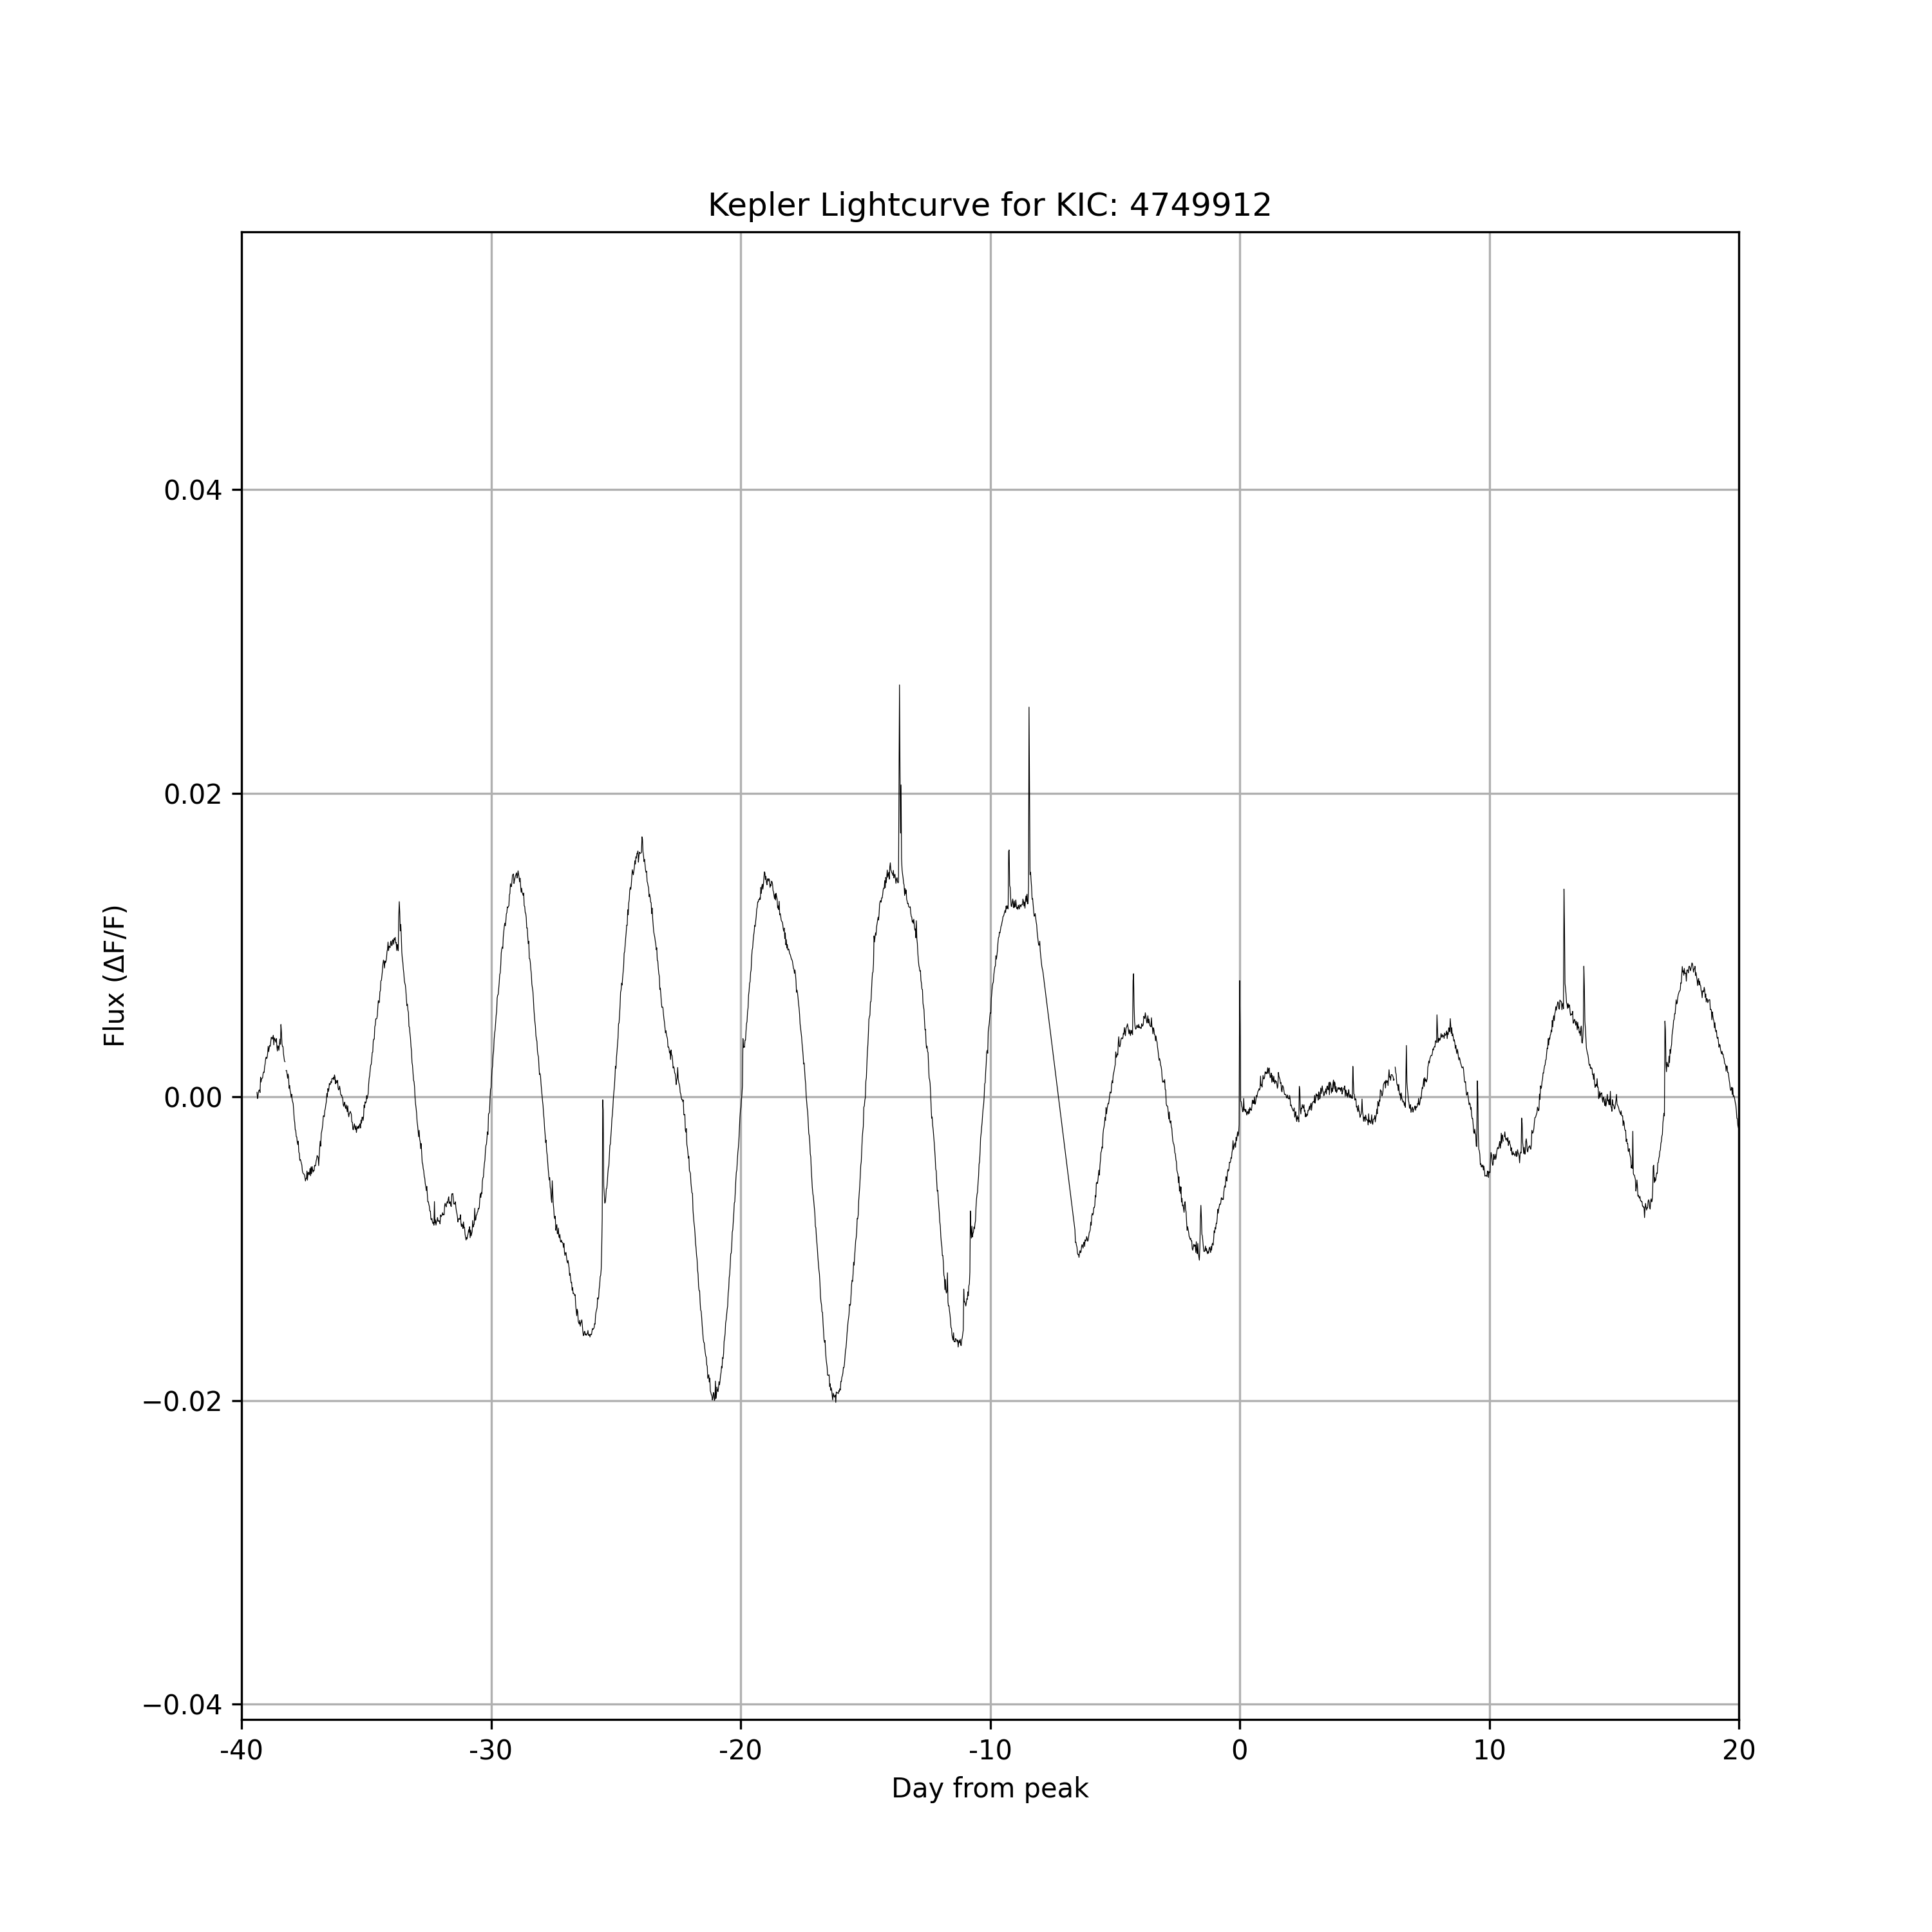 Kepler Lightcurve for KIC: 4749912
Flux (ΔF/F)
0.04
0.02
0.00
−0.02
−0.04
-40 -30 -20 -10 0 10 20
Day from peak